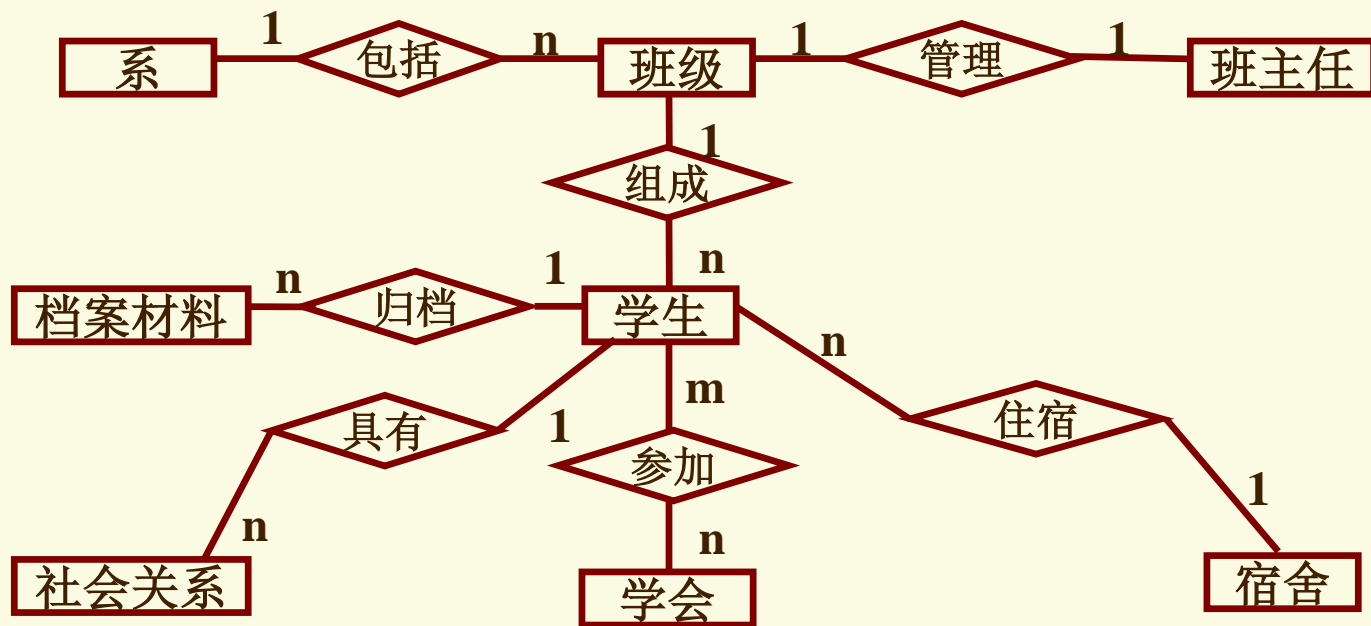 系 1 包括 n 班级 1 管理 1 班主任
1
组成
n
档案材料 n 归档 1 学生
n
m
具有 1 参加 住宿
n n 1
社会关系 学会 宿舍